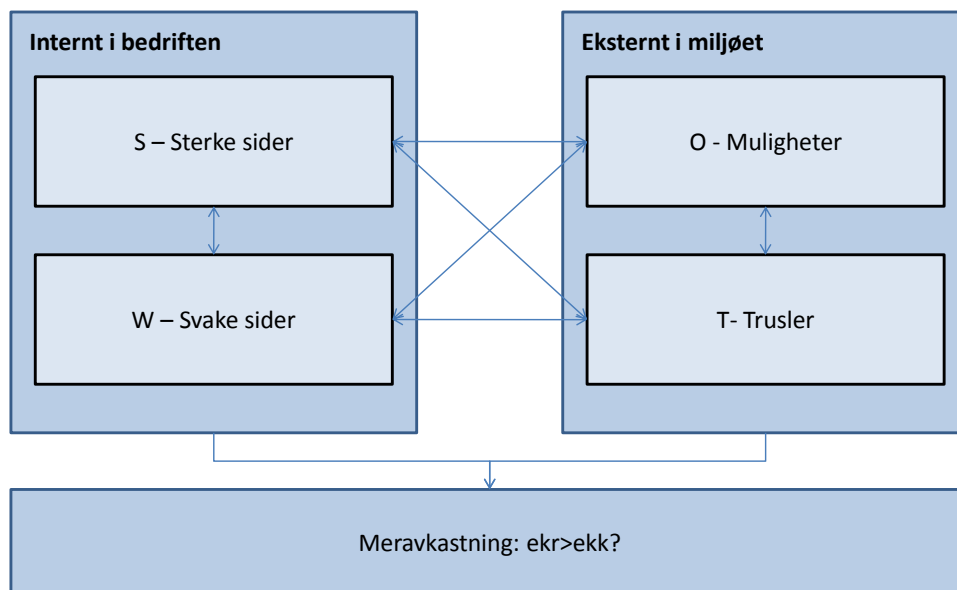 Internt i bedriften
S – Sterke sider
W – Svake sider
Eksternt i miljøet
O - Muligheter
T- Trusler
Meravkastning: ekr>ekk?